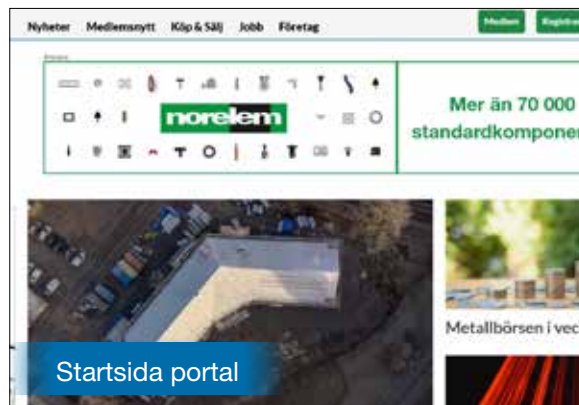 Nyheter Medlemsnytt Köp & Sälj Jobb Företag
Medlem
norelem
Mer än 70 000
standardkomponen
Metallbörsen i vec
Startsida portal